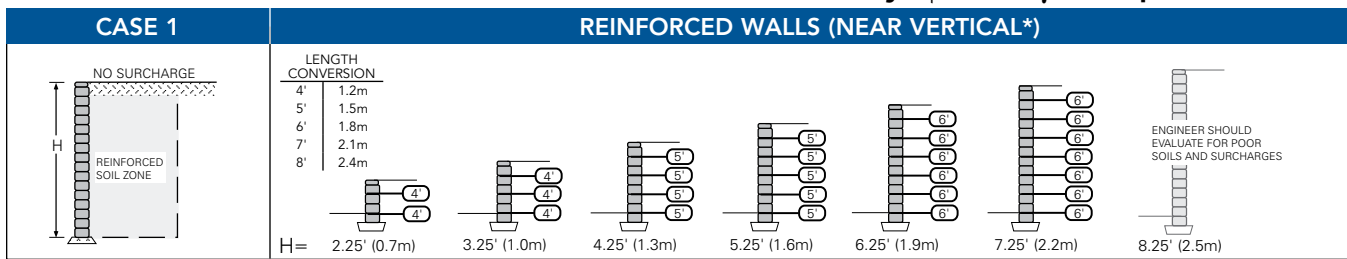 CASE 1
REINFORCED WALLS (NEAR VERTICAL*)
NO SURCHARGE
H
REINFORCED
SOIL ZONE
LENGTH
CONVERSION
4' 1.2m
5' 1.5m
6' 1.8m
7' 2.1m
8' 2.4m
4'
4'
4'
4'
4'
5'
5'
5'
5'
5'
5'
5'
5'
5'
6'
6'
6'
6'
6'
6'
6'
6'
6'
6'
6'
6'
6'
ENGINEER SHOULD
EVALUATE FOR POOR
SOILS AND SURCHARGES
H= 2.25' (0.7m) 3.25' (1.0m) 4.25' (1.3m) 5.25' (1.6m) 6.25' (1.9m) 7.25' (2.2m) 8.25' (2.5m)